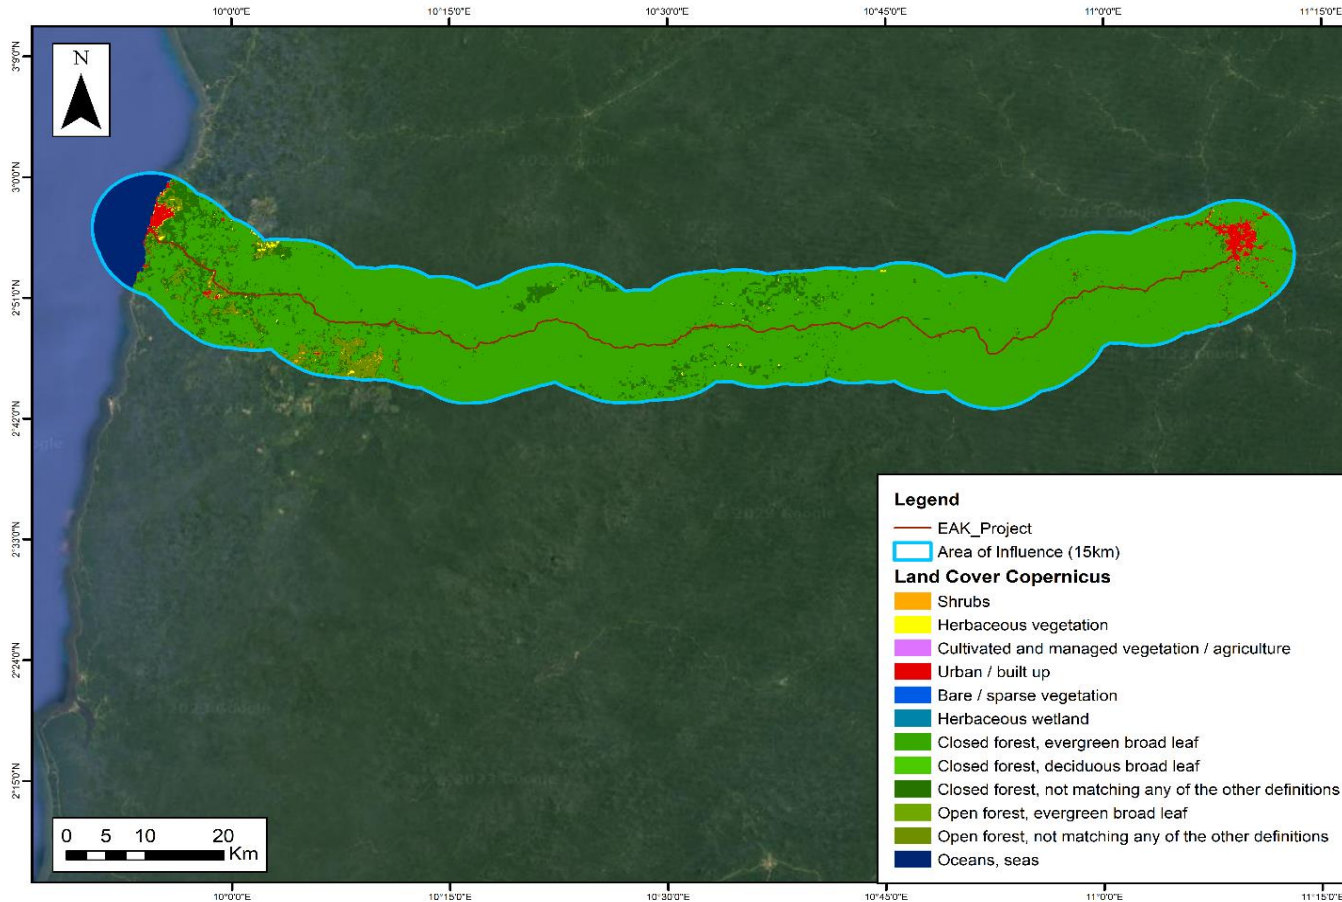 10°0'0"E 10°15'0"E 10°30'0"E 10°45'0"E 11°0'0"E 11°15'0"E
N
3°9'0"N
3°0'0"N
2°51'0"N
2°42'0"N
2°33'0"N
2°24'0"N
2°15'0"N
Legend
EAK_Project
Area of Influence (15km)
Land Cover Copernicus
Shrubs
Herbaceous vegetation
Cultivated and managed vegetation / agriculture
Urban / built up
Bare / sparse vegetation
Herbaceous wetland
Closed forest, evergreen broad leaf
Closed forest, deciduous broad leaf
Closed forest, not matching any of the other definitions
Open forest, evergreen broad leaf
Open forest, not matching any of the other definitions
Oceans, seas
0 5 10 20
Km
10°0'0"E 10°15'0"E 10°30'0"E 10°45'0"E 11°0'0"E 11°15'0"E